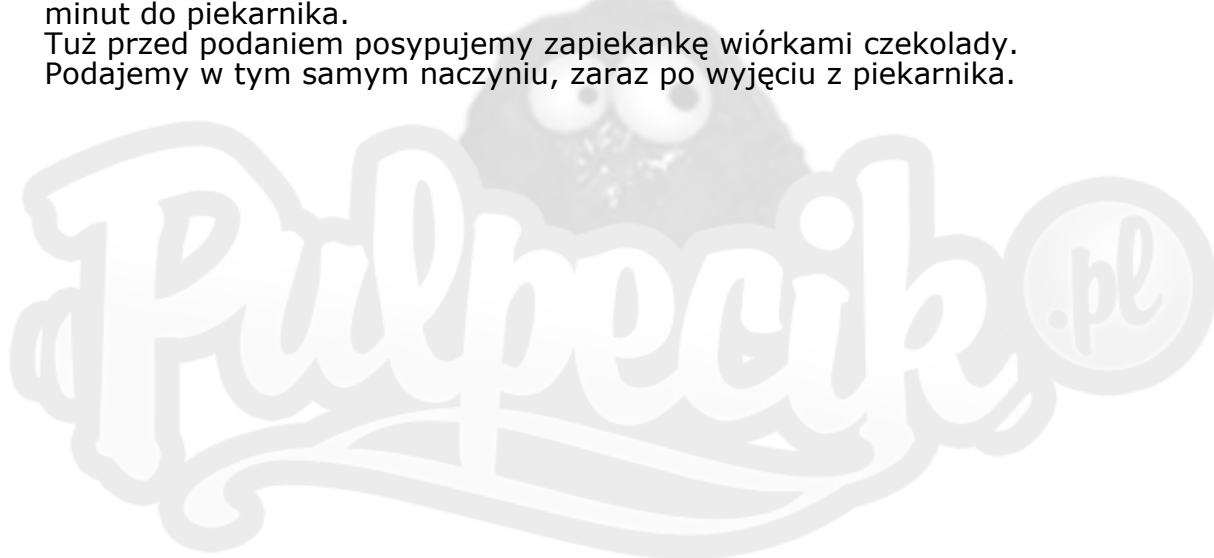 minut do piekarnika.
Tuż przed podaniem posypujemy zapiekankę wiórkami czekolady.
Podajemy w tym samym naczyniu, zaraz po wyjęciu z piekarnika.
Pulpecik .pl